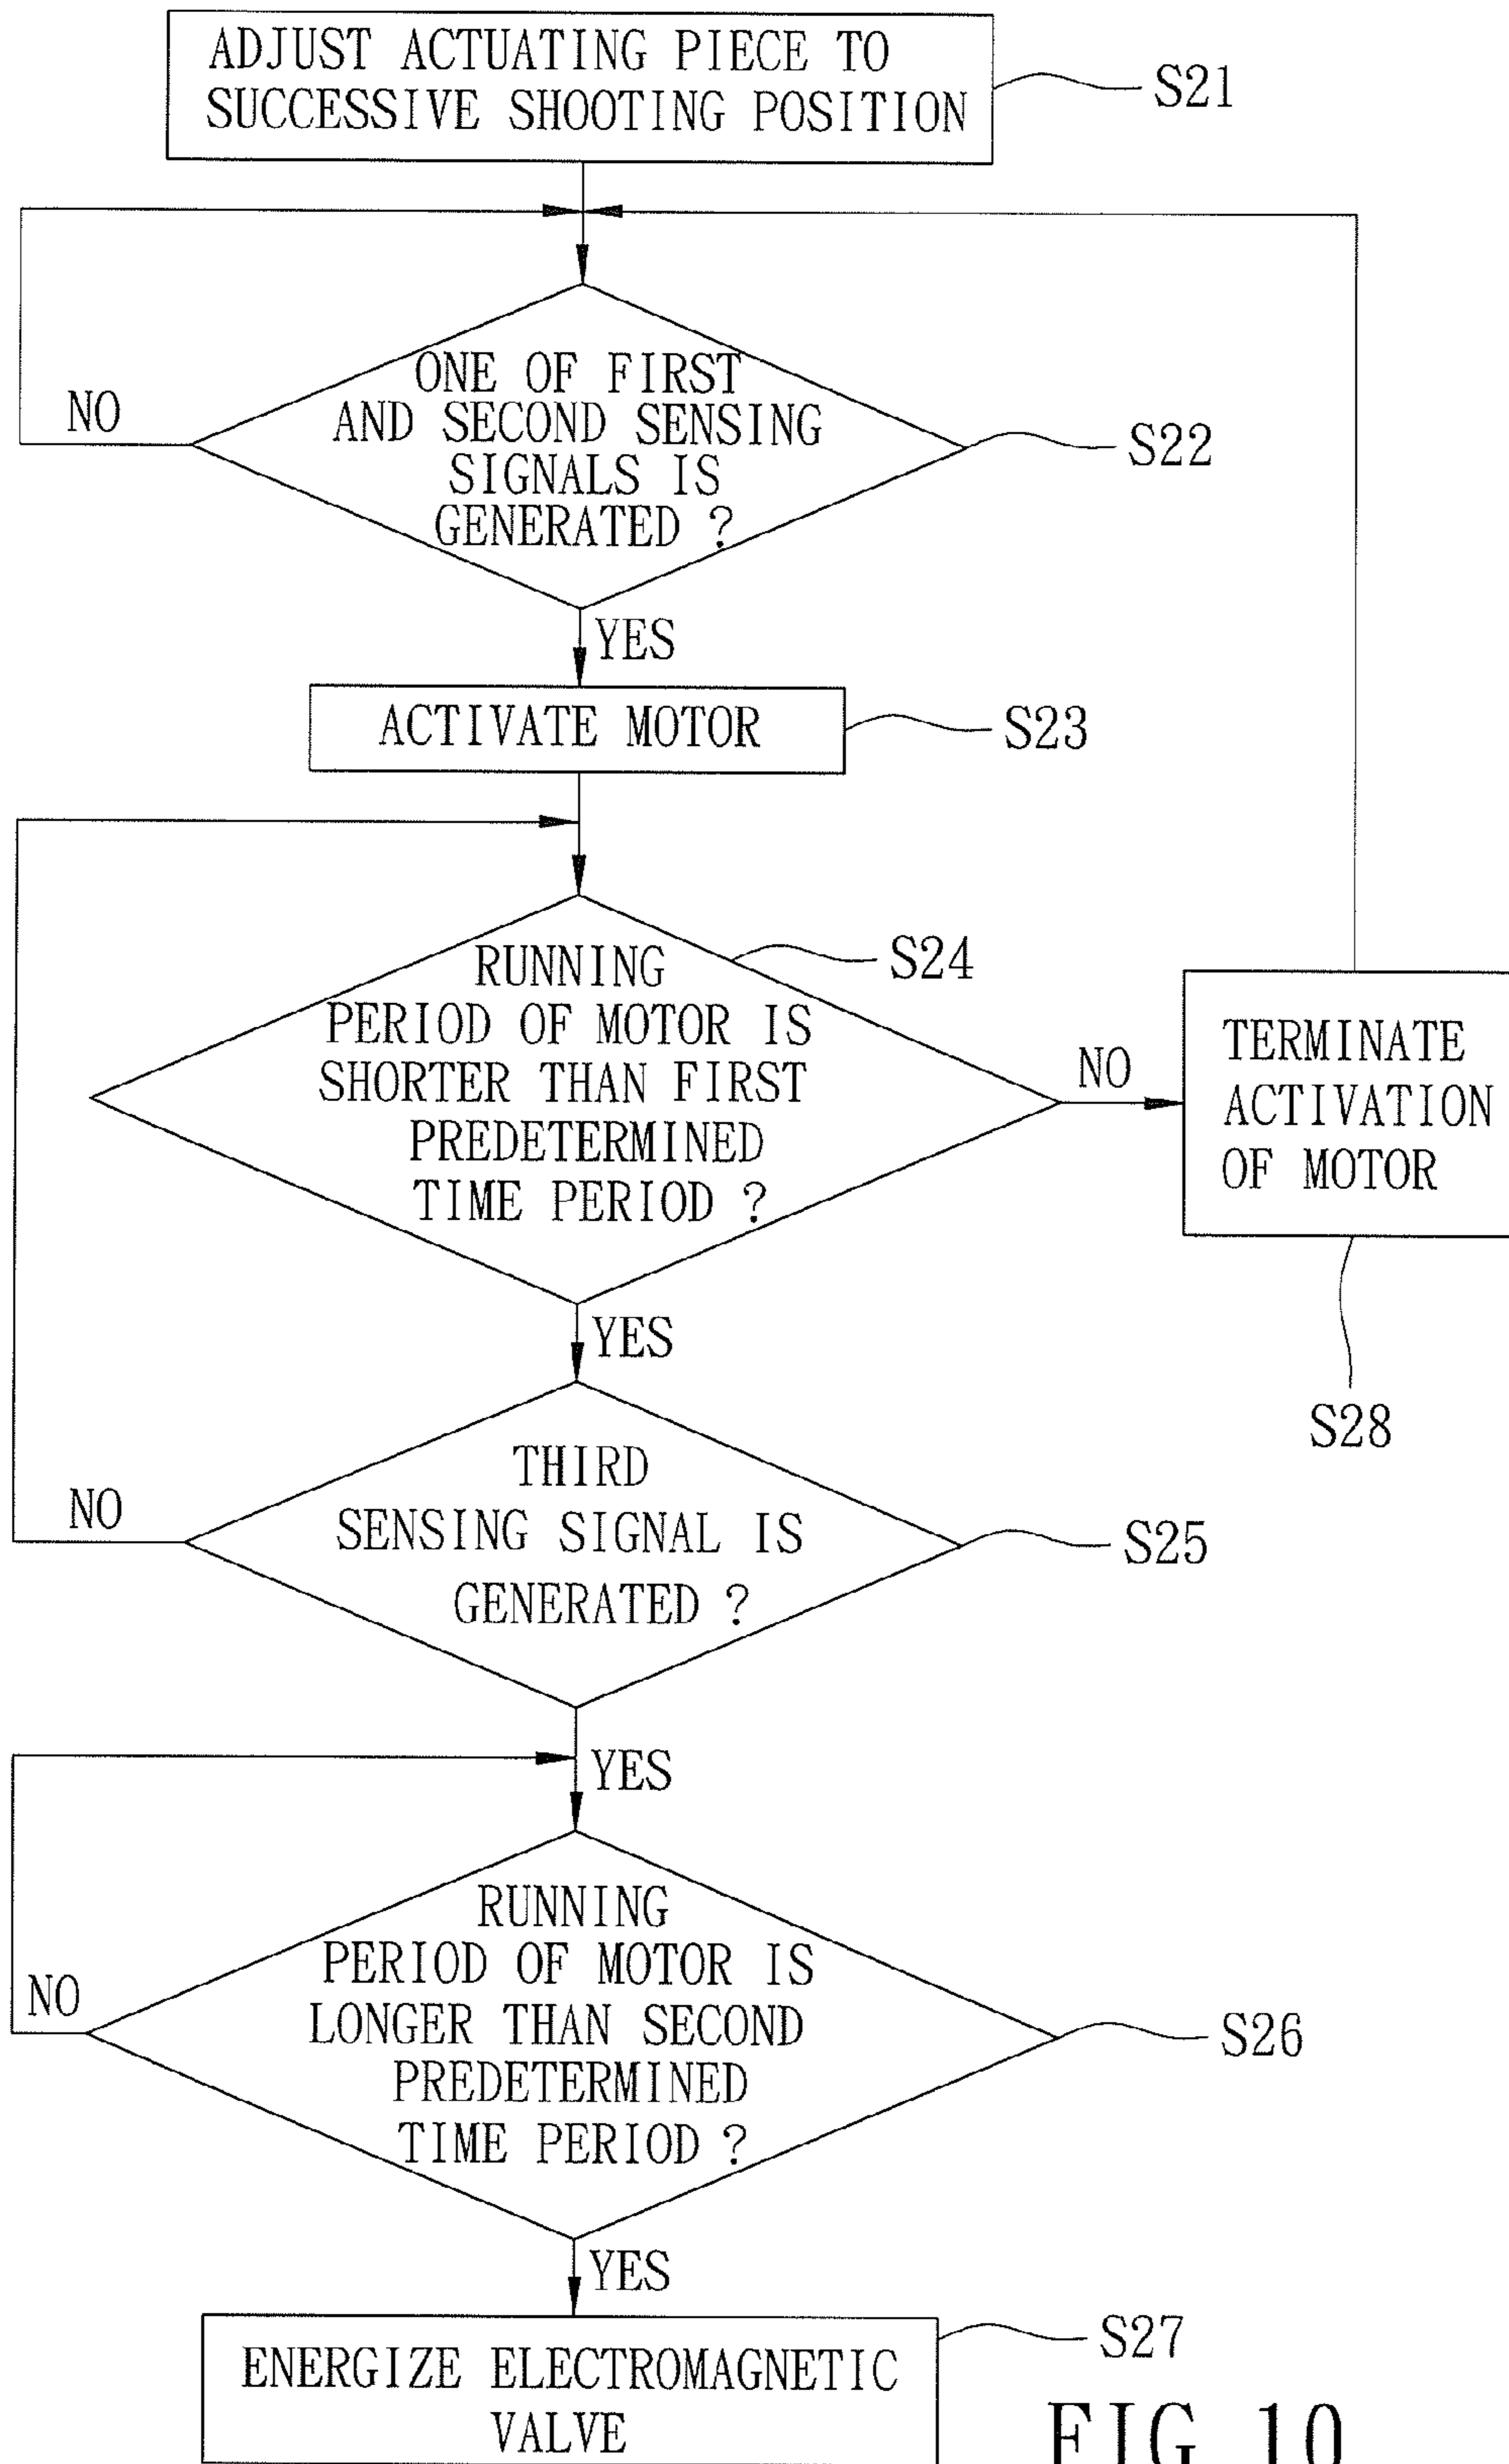 ADJUST ACTUATING PIECE TO
SUCCESSIVE SHOOTING POSITION
S21
ONE OF FIRST
AND SECOND SENSING
SIGNALS IS
GENERATED ?
NO
S22
YES
ACTIVATE MOTOR
S23
RUNNING
PERIOD OF MOTOR IS
SHORTER THAN FIRST
PREDETERMINED
TIME PERIOD ?
S24
NO
TERMINATE
ACTIVATION
OF MOTOR
S28
YES
THIRD
SENSING SIGNAL IS
GENERATED ?
NO
S25
YES
RUNNING
PERIOD OF MOTOR IS
LONGER THAN SECOND
PREDETERMINED
TIME PERIOD ?
NO
S26
YES
ENERGIZE ELECTROMAGNETIC
VALVE
S27
FIG 10